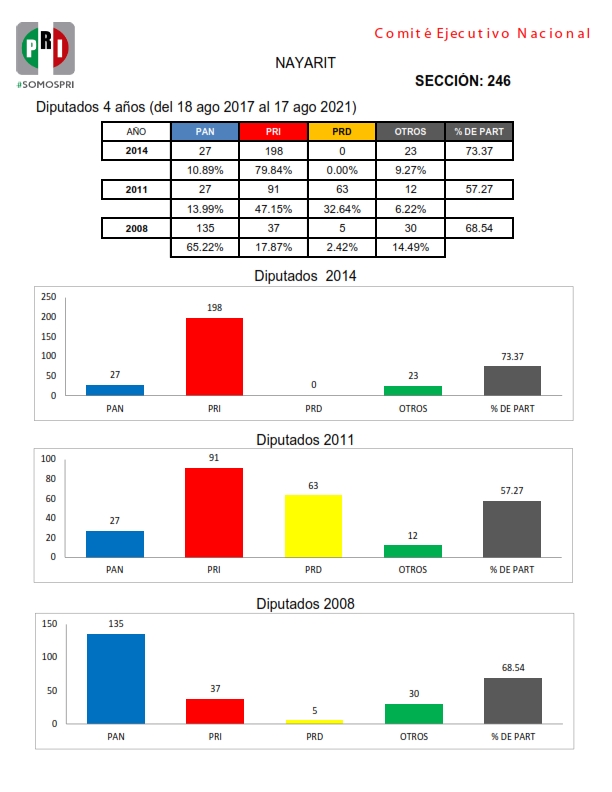 PRI
#SOMOSPRI
Comité Ejecutivo Nacional
NAYARIT
SECCIÓN: 246
Diputados 4 años (del 18 ago 2017 al 17 ago 2021)
AÑO PAN PRI PRD OTROS % DE PART
2014 27 198 0 23 73.37
10.89% 79.84% 0.00% 9.27%
2011 27 91 63 12 57.27
13.99% 47.15% 32.64% 6.22%
2008 135 37 5 30 68.54
65.22% 17.87% 2.42% 14.49%
Diputados 2014
250
200
150
100
50
0
27 198 0 23 73.37
PAN PRI PRD OTROS % DE PART
Diputados 2011
100
80
60
40
20
0
27 91 63 12 57.27
PAN PRI PRD OTROS % DE PART
Diputados 2008
150
100
50
0
135 37 5 30 68.54
PAN PRI PRD OTROS % DE PART